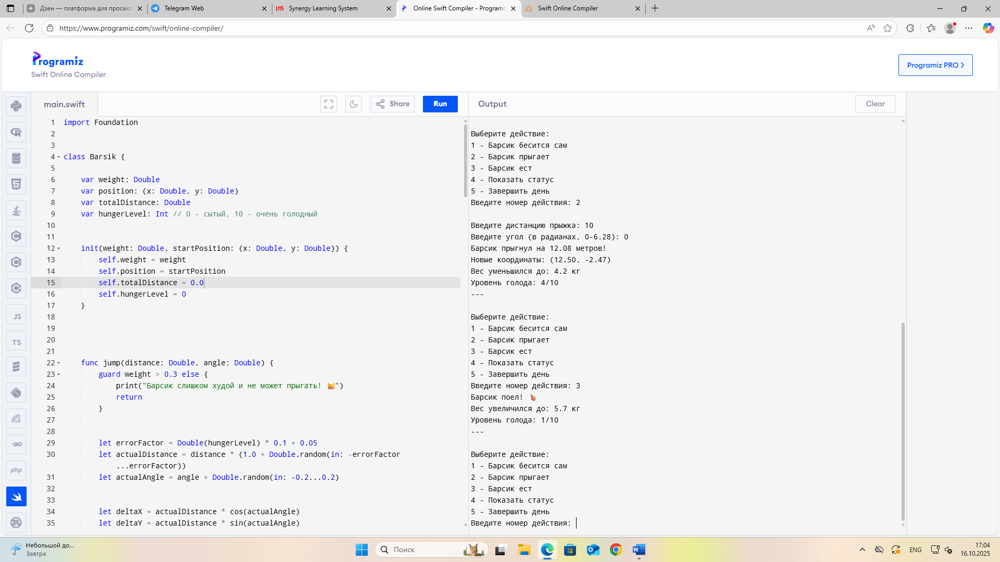 Дзен — платформа для просмот
Telegram Web
LMS Synergy Learning System
Online Swift Compiler - Programiz
Swift Online Compiler
https://www.programiz.com/swift/online-compiler/
Programiz
Swift Online Compiler
Programiz PRO
main.swift
Share
Run
Output
Clear
1 import Foundation
2
3
4 class Barsik {
5
6 var weight: Double
7 var position: (x: Double, y: Double)
8 var totalDistance: Double
9 var hungerLevel: Int // 0 - сытый, 10 - очень голодный
10
11
12 init(weight: Double, startPosition: (x: Double, y: Double)) {
13 self.weight = weight
14 self.position = startPosition
15 self.totalDistance = 0.0
16 self.hungerLevel = 0
17 }
18
19
20
21
22 func jump(distance: Double, angle: Double) {
23 guard weight > 0.3 else {
24 print("Барсик слишком худой и не может прыгать! 😹")
25 return
26 }
27
28
29 let errorFactor = Double(hungerLevel) * 0.1 + 0.05
30 let actualDistance = distance * (1.0 + Double.random(in: -errorFactor
...errorFactor))
31 let actualAngle = angle + Double.random(in: -0.2...0.2)
32
33
34 let deltaX = actualDistance * cos(actualAngle)
35 let deltaY = actualDistance * sin(actualAngle)
Выберите действие:
1 - Барсик бесится сам
2 - Барсик прыгает
3 - Барсик ест
4 - Показать статус
5 - Завершить день
Введите номер действия: 2
Введите дистанцию прыжка: 10
Введите угол (в радианах, 0-6.28): 0
Барсик прыгнул на 12.08 метров!
Новые координаты: (12.50, -2.47)
Вес уменьшился до: 4.2 кг
Уровень голода: 4/10
---
Выберите действие:
1 - Барсик бесится сам
2 - Барсик прыгает
3 - Барсик ест
4 - Показать статус
5 - Завершить день
Введите номер действия: 3
Барсик поел! 🍗
Вес увеличился до: 5.7 кг
Уровень голода: 1/10
---
Выберите действие:
1 - Барсик бесится сам
2 - Барсик прыгает
3 - Барсик ест
4 - Показать статус
5 - Завершить день
Введите номер действия:
JS
TS
GO
php
Небольшой до...
Завтра
Поиск
ENG
17:04
16.10.2025